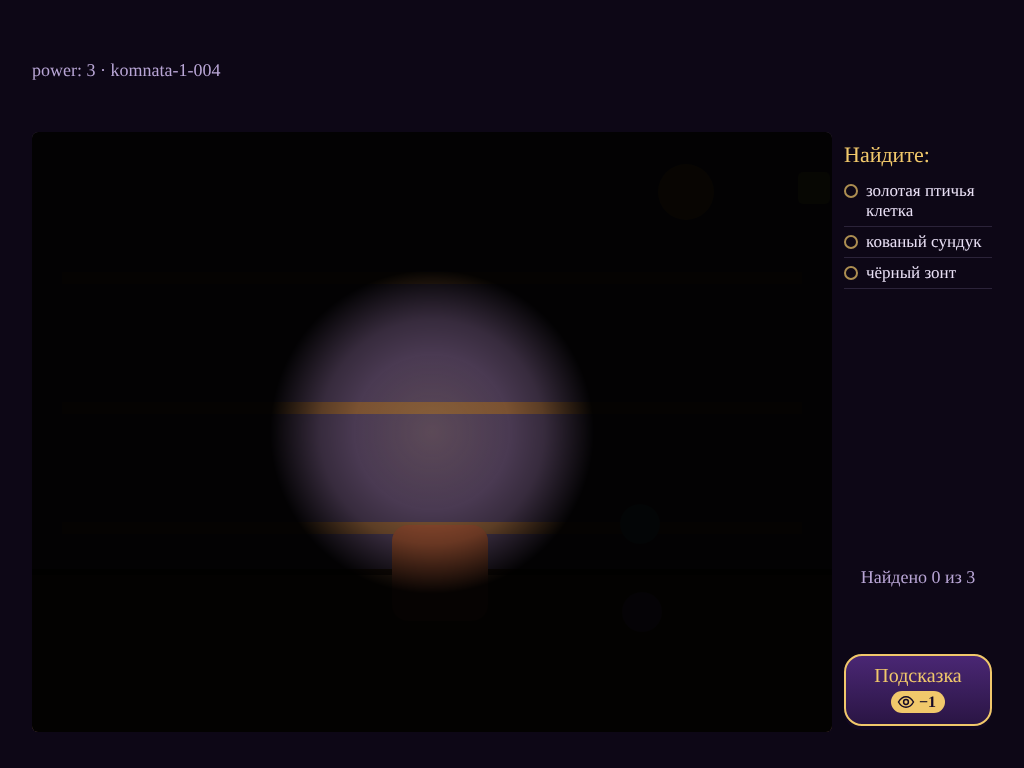 power: 3 · komnata-1-004
Найдите:
золотая птичья
клетка
кованый сундук
чёрный зонт
Найдено 0 из 3
Подсказка
−1